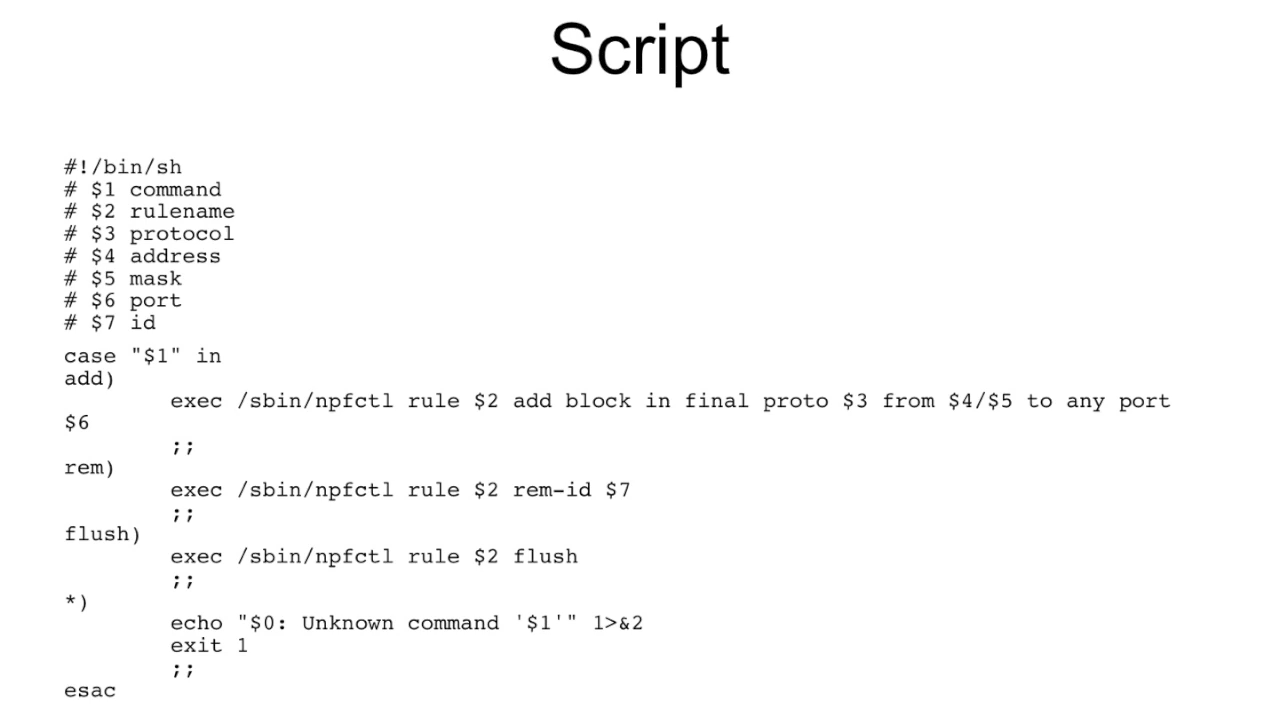 Script
#!/bin/sh
# $1 command
# $2 rulename
# $3 protocol
# $4 address
# $5 mask
# $6 port
# $7 id
case "$1" in
add)
exec /sbin/npfctl rule $2 add block in final proto $3 from $4/$5 to any port
$6
;;
rem)
exec /sbin/npfctl rule $2 rem-id $7
;;
flush)
exec /sbin/npfctl rule $2 flush
;;
*)
echo "$0: Unknown command '$1'" 1>&2
exit 1
;;
esac